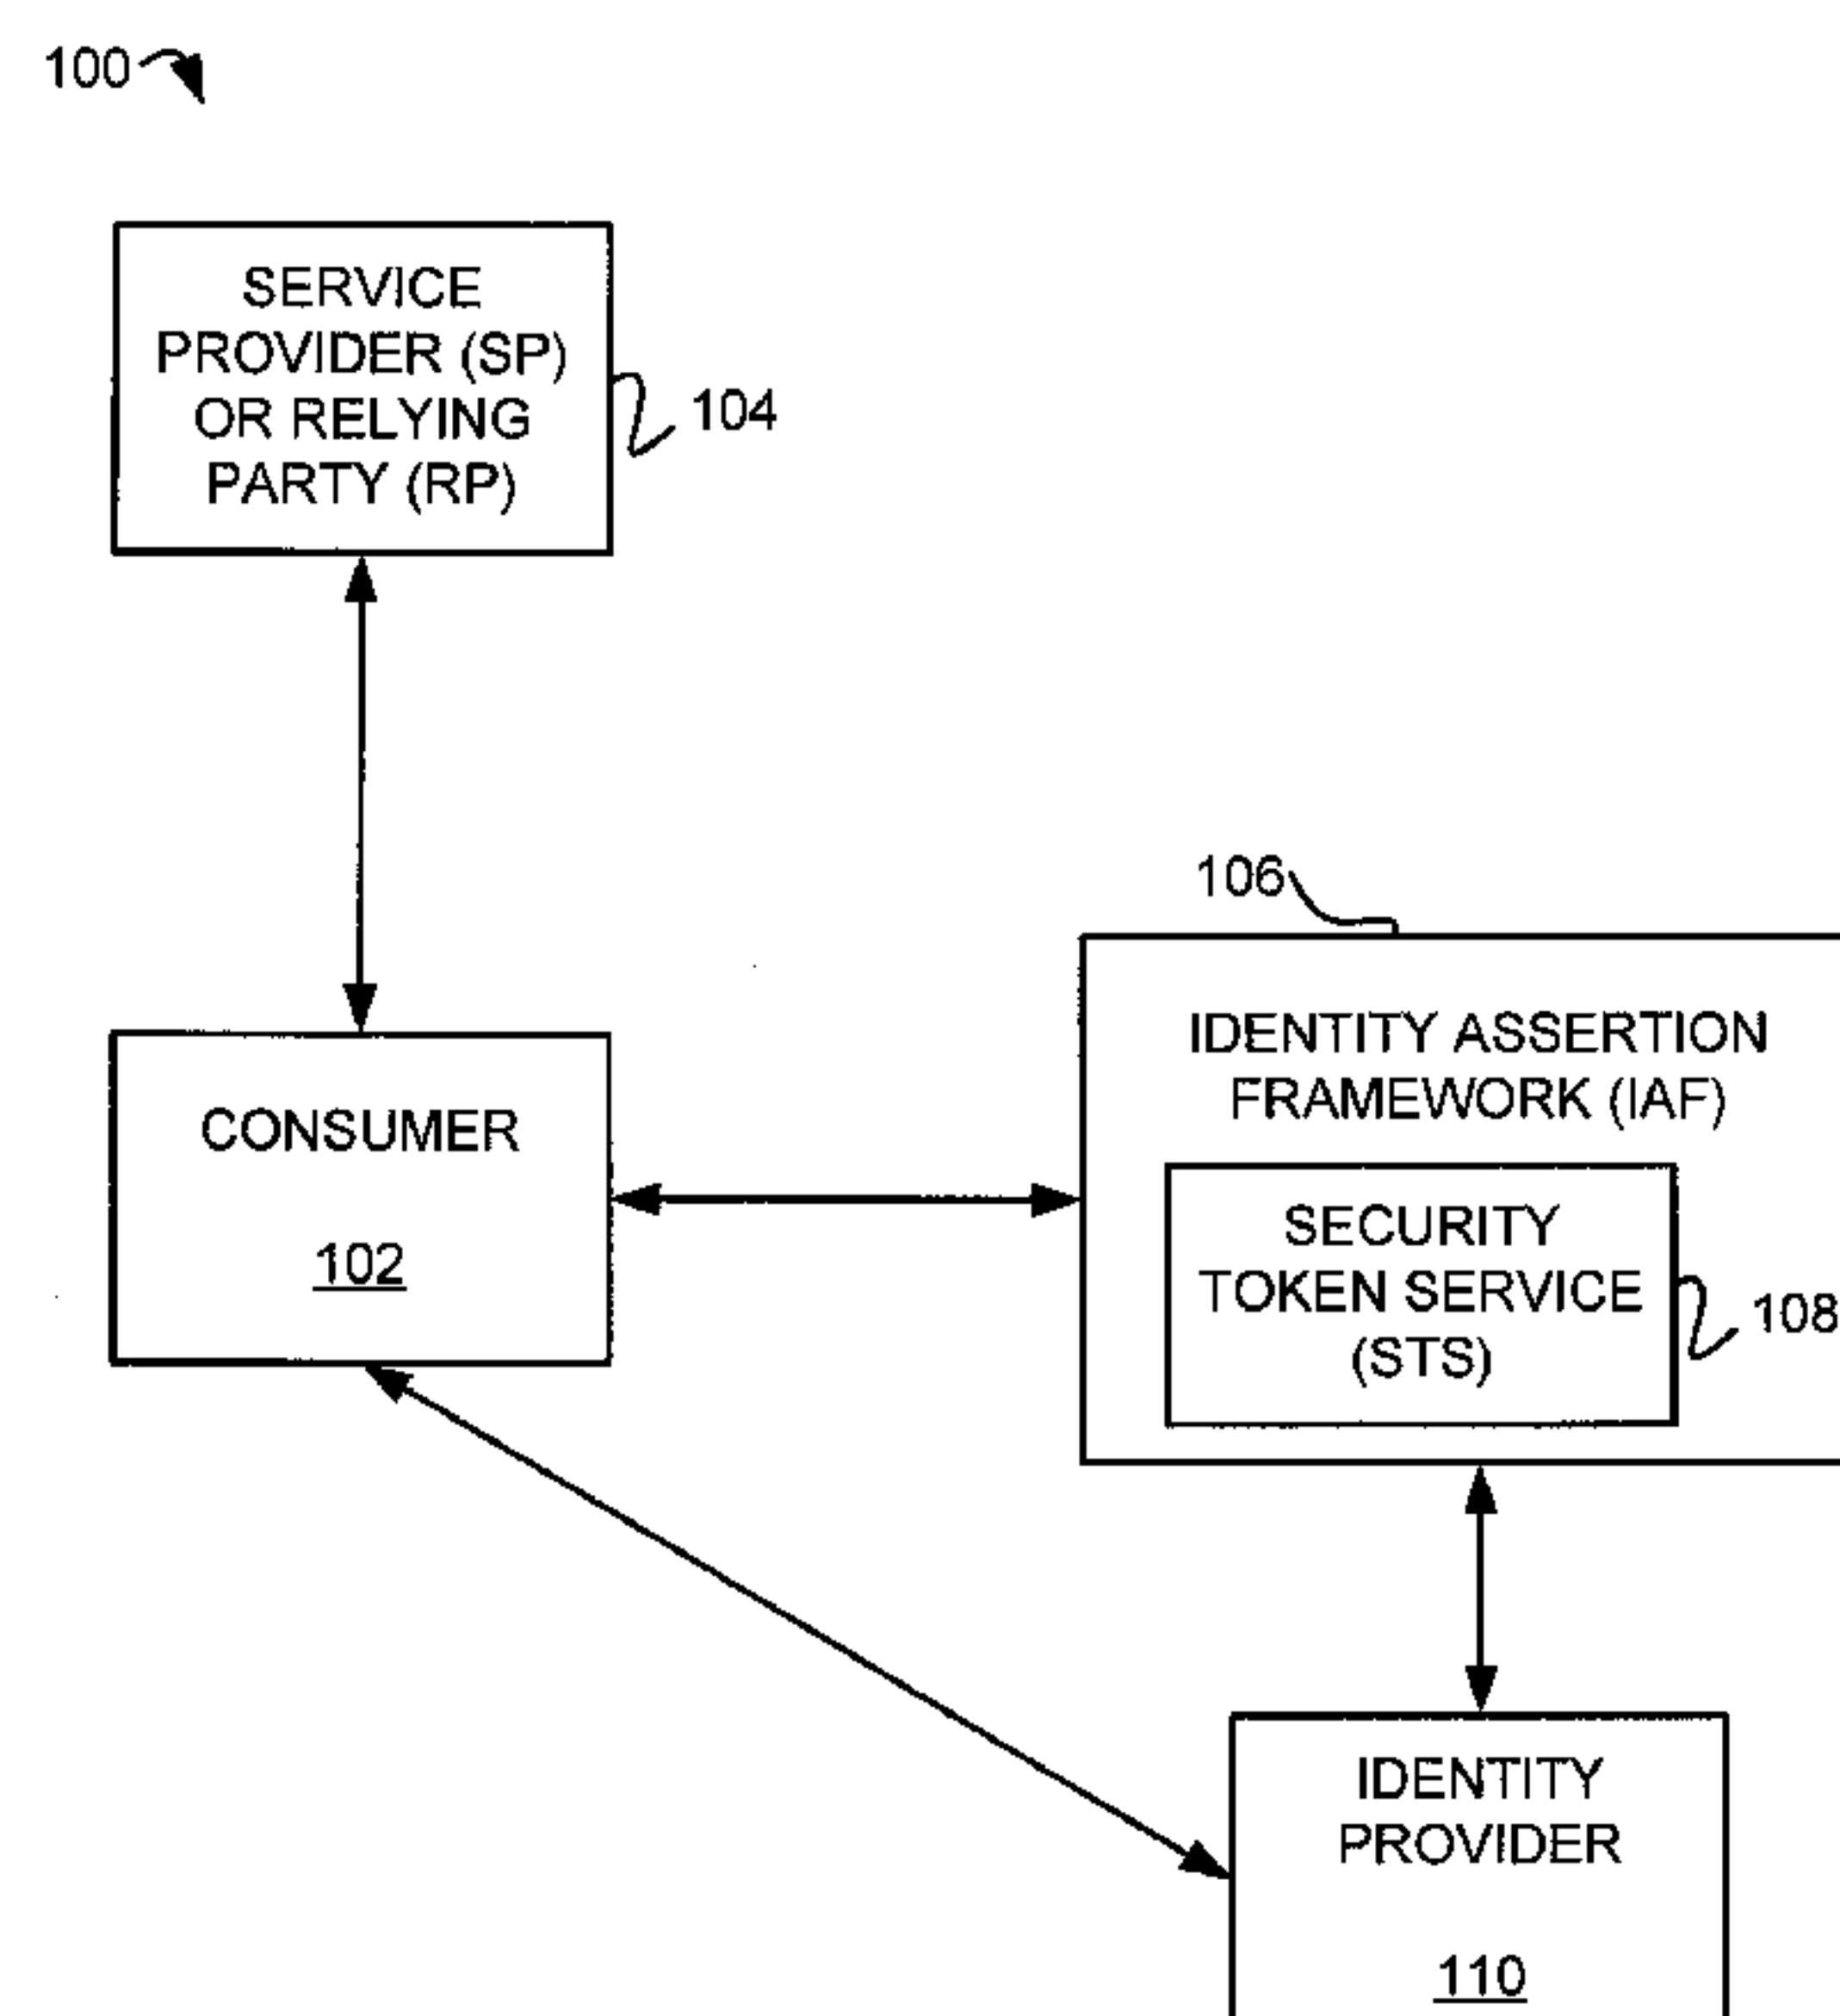 100
SERVICE
PROVIDER (SP)
OR RELYING
PARTY (RP)
104
106
IDENTITY ASSERTION
FRAMEWORK (IAF)
CONSUMER
102
SECURITY
TOKEN SERVICE
(STS)
108
IDENTITY
PROVIDER
110